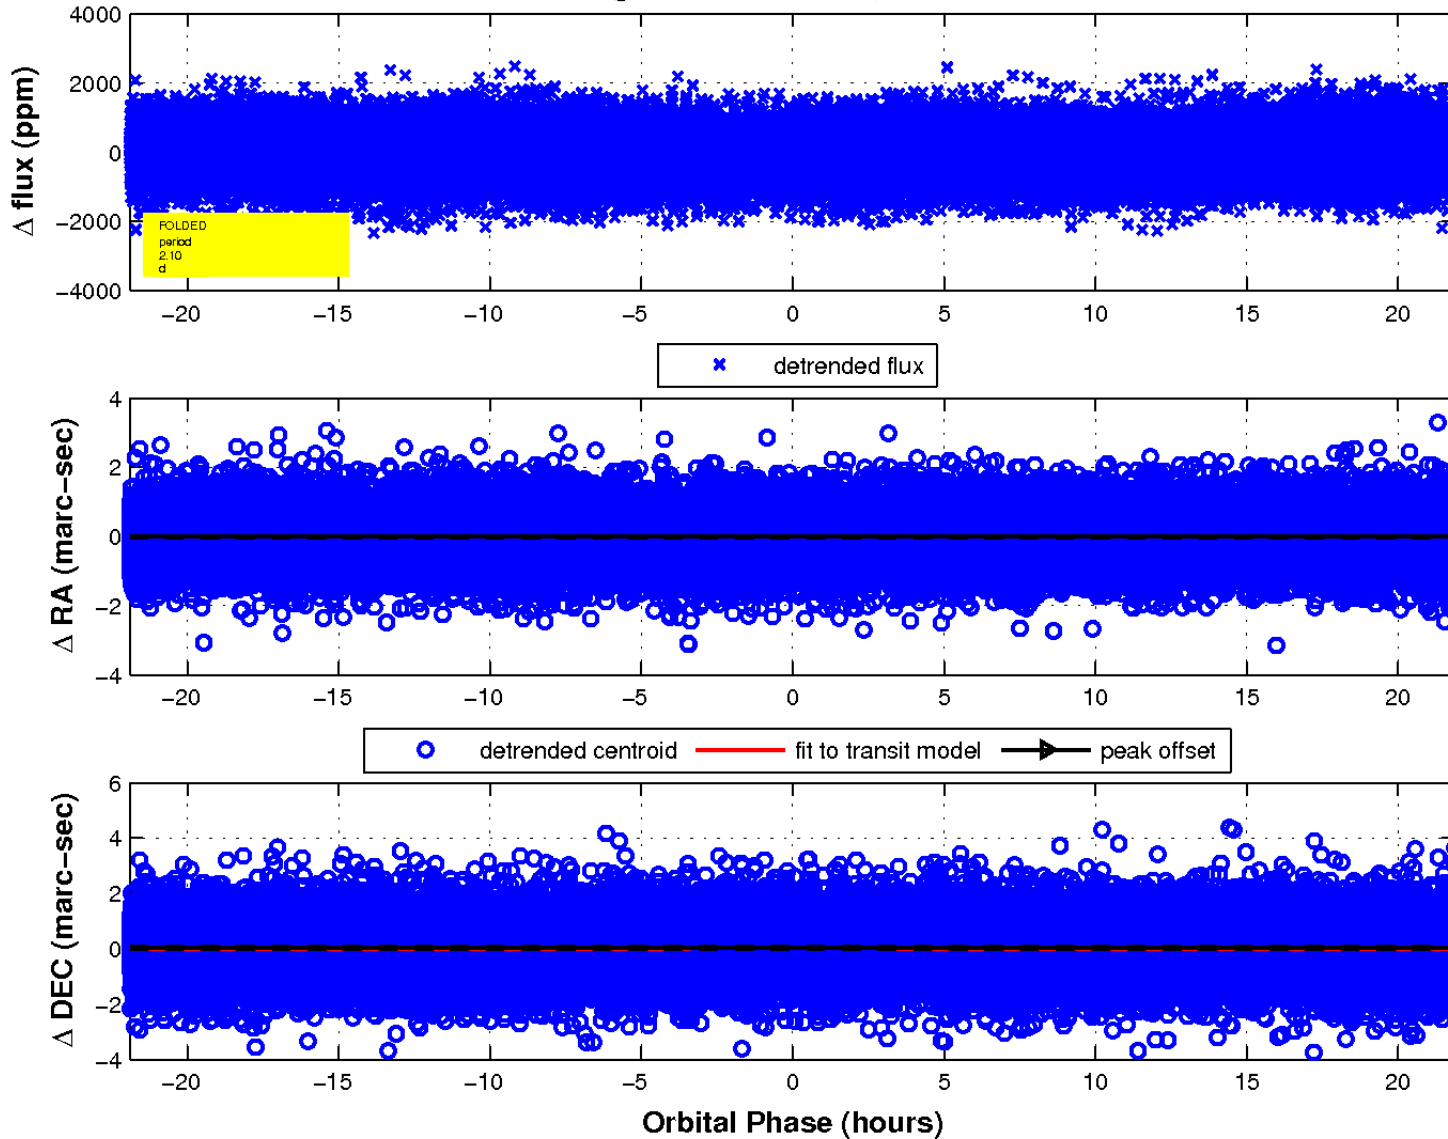 4000
2000
0
−2000
−4000
Δ flux (ppm)
FOLDED
period
2.10
d
−20 −15 −10 −5 0 5 10 15 20
detrended flux
4
2
0
−2
−4
Δ RA (marc−sec)
−20 −15 −10 −5 0 5 10 15 20
detrended centroid fit to transit model peak offset
6
4
2
0
−2
−4
Δ DEC (marc−sec)
−20 −15 −10 −5 0 5 10 15 20
Orbital Phase (hours)